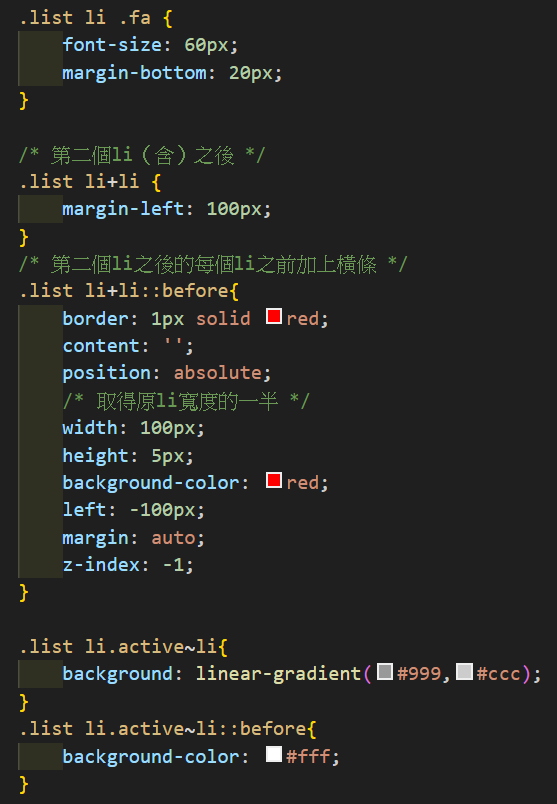 .list li .fa {
    font-size: 60px;
    margin-bottom: 20px;
}

/* 第二個li（含）之後 */
.list li+li {
    margin-left: 100px;
}
/* 第二個li之後的每個li之前加上橫條 */
.list li+li::before{
    border: 1px solid red;
    content: '';
    position: absolute;
    /* 取得原li寬度的一半 */
    width: 100px;
    height: 5px;
    background-color: red;
    left: -100px;
    margin: auto;
    z-index: -1;
}

.list li.active~li{
    background: linear-gradient(#999,#ccc);
}
.list li.active~li::before{
    background-color: #fff;
}